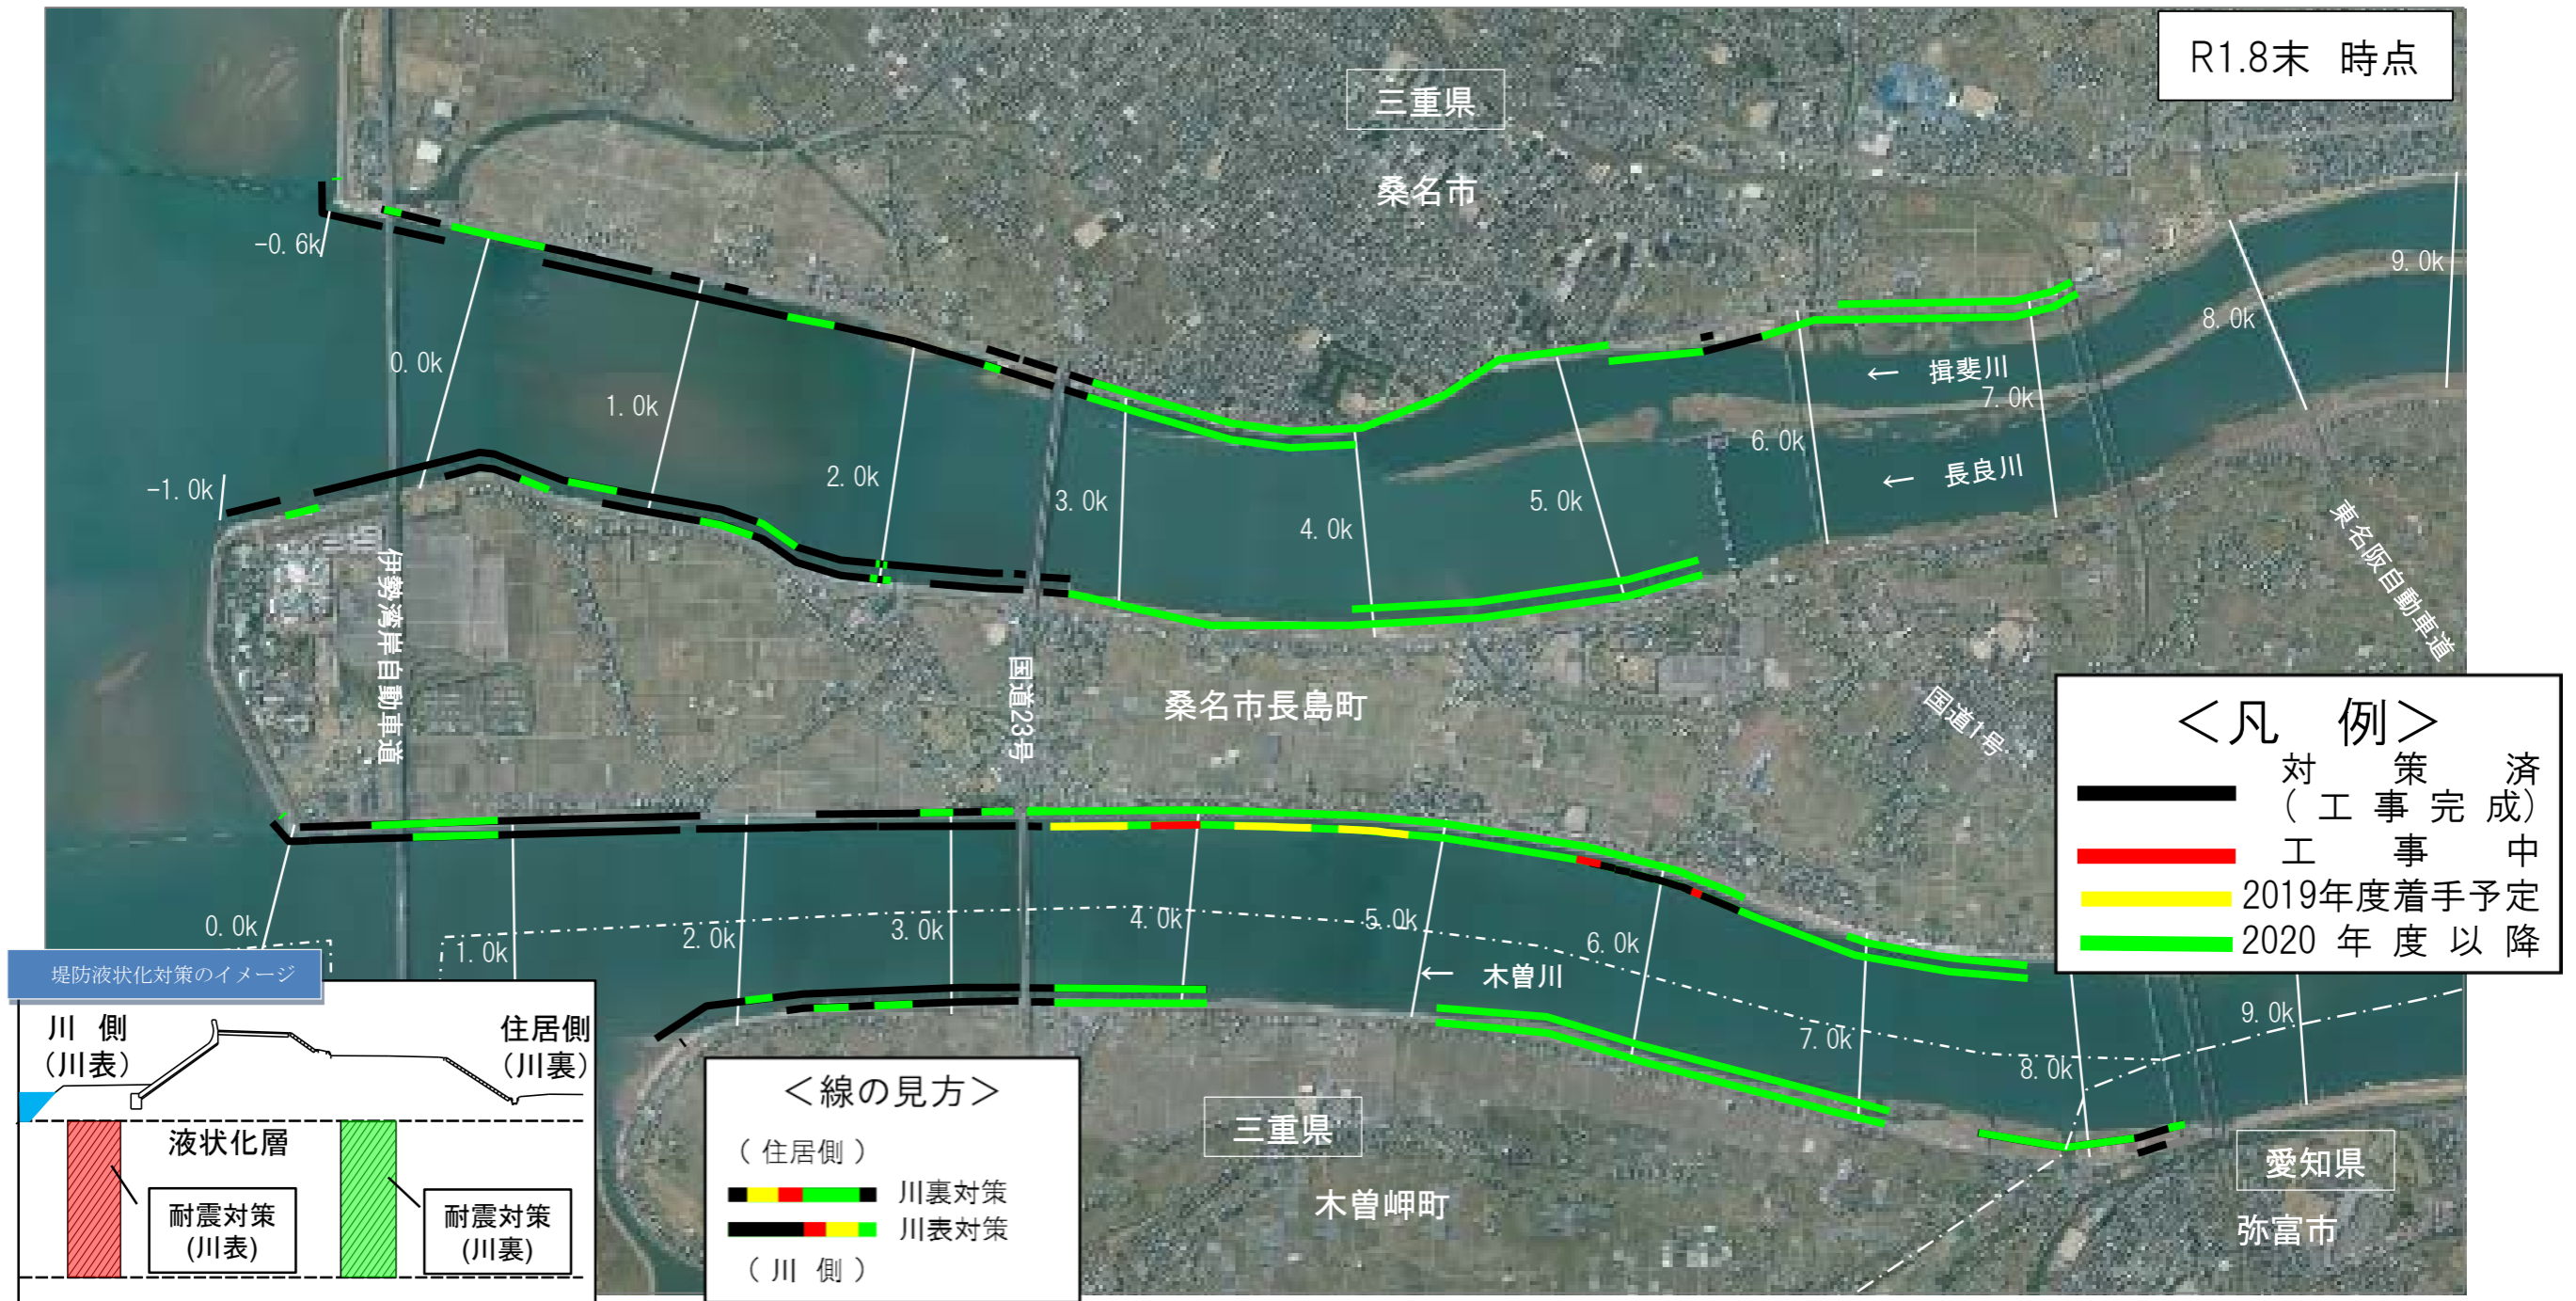 R1.8末 時点
三重県
桑名市
-0.6k
0.0k
1.0k
2.0k
3.0k
4.0k
5.0k
6.0k
7.0k
8.0k
9.0k
← 揖斐川
← 長良川
-1.0k
伊勢湾岸自動車道
国道23号
桑名市長島町
国道1号
東名阪自動車道
＜凡 例＞
対策済
(工事完成)
工事中
2019年度着手予定
2020年度以降
0.0k
1.0k
2.0k
3.0k
4.0k
5.0k
6.0k
7.0k
8.0k
9.0k
← 木曽川
堤防液状化対策のイメージ
川側
(川表)
住居側
(川裏)
液状化層
耐震対策
(川表)
耐震対策
(川裏)
＜線の見方＞
(住居側)
川裏対策
川表対策
(川側)
三重県
木曽岬町
愛知県
弥富市